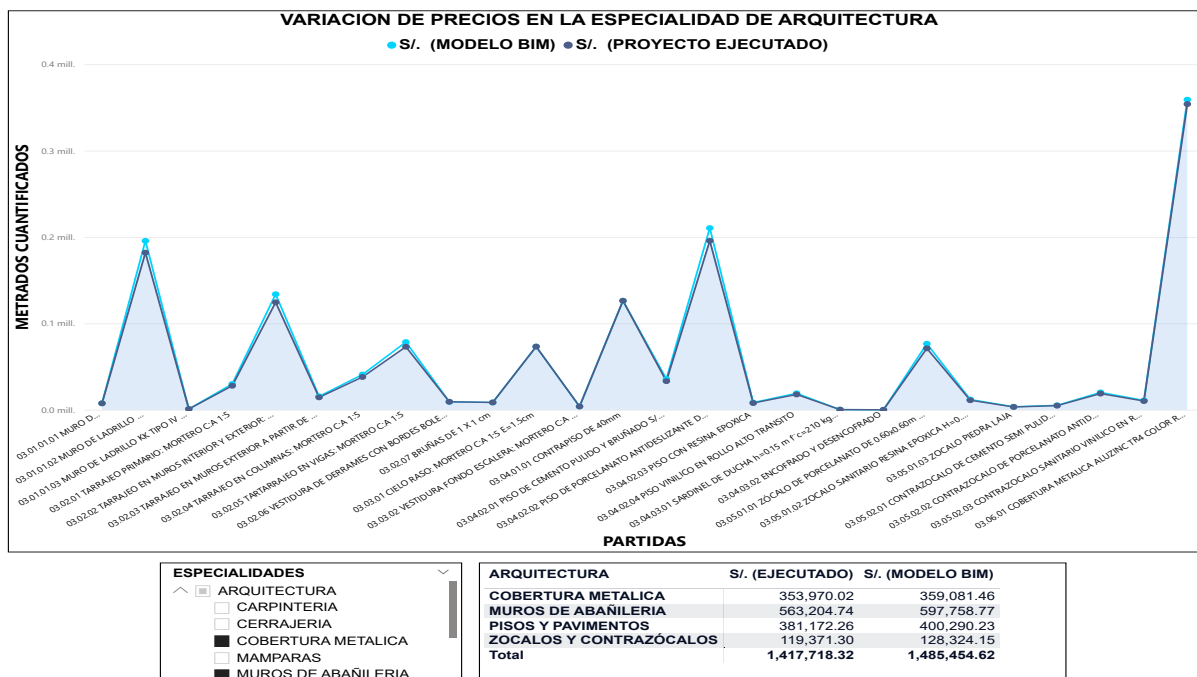 VARIACION DE PRECIOS EN LA ESPECIALIDAD DE ARQUITECTURA
S/. (MODELO BIM) S/. (PROYECTO EJECUTADO)
METRADOS CUANTIFICADOS
0.4 mill.
0.3 mill.
0.2 mill.
0.1 mill.
0.0 mill.
03.01.01.01 MURO D...
03.01.01.02 MURO DE LADRILLO ...
03.01.01.03 MURO DE LADRILLO KK TIPO IV ...
03.02.01 TARRAJEO PRIMARIO: MORTERO CA 1:5
03.02.02 TARRAJEO EN MUROS INTERIOR Y EXTERIOR: ...
03.02.03 TARRAJEO EN MUROS EXTERIOR A PARTIR DE ...
03.02.04 TARRAJEO EN COLUMNAS: MORTERO CA 1:5
03.02.05 TARTARRAJEO EN VIGAS: MORTERO CA 1:5
03.02.06 VESTIDURA DE DERRAMES CON BORDES BOLE...
03.02.07 BRUÑAS DE 1 X 1 cm
03.03.01 CIELO RASO: MORTERO CA 1:5 E=1.5cm
03.03.02 VESTIDURA FONDO ESCALERA: MORTERO CA ...
03.04.01.01 CONTRAPISO DE 40mm
03.04.02.01 PISO DE CEMENTO PULIDO Y BRUÑADO S/...
03.04.02.02 PISO DE PORCELANATO ANTIDESLIZANTE D...
03.04.02.03 PISO CON RESINA EPOXICA
03.04.02.04 PISO VINILICO EN ROLLO ALTO TRANSITO
03.04.03.01 SARDINEL DE DUCHA h=0.15 m f'c=210 kg...
03.04.03.02 ENCOFRADO Y DESENCOFRADO
03.05.01.01 ZÓCALO DE PORCELANATO DE 0.60x0.60m ...
03.05.01.02 ZOCALO SANITARIO RESINA EPOXICA H=0...
03.05.01.03 ZOCALO PIEDRA LAJA
03.05.02.01 CONTRAZOCALO DE CEMENTO SEMI PULID...
03.05.02.02 CONTRAZOCALO DE PORCELANATO ANTID...
03.05.02.03 CONTRAZOCALO SANITARIO VINILICO EN R...
03.06.01 COBERTURA METALICA ALUZINC TR4 COLOR R...
PARTIDAS
ESPECIALIDADES
ARQUITECTURA
CARPINTERIA
CERRAJERIA
COBERTURA METALICA
MAMPARAS
MUROS DE ABAÑILERIA
ARQUITECTURA S/. (EJECUTADO) S/. (MODELO BIM)
COBERTURA METALICA 353,970.02 359,081.46
MUROS DE ABAÑILERIA 563,204.74 597,758.77
PISOS Y PAVIMENTOS 381,172.26 400,290.23
ZOCALOS Y CONTRAZÓCALOS 119,371.30 128,324.15
Total 1,417,718.32 1,485,454.62